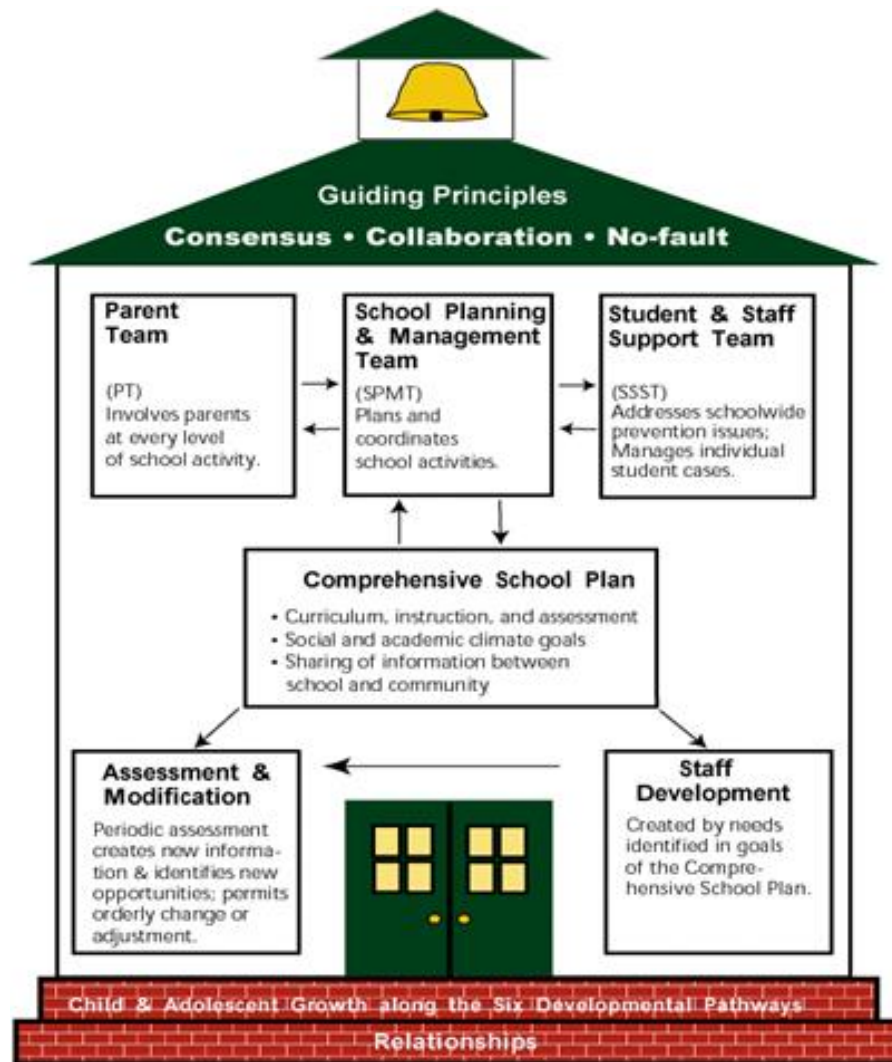 Guiding Principles
Consensus • Collaboration • No-fault
Parent
Team
(PT)
Involves parents
at every level
of school activity.
School Planning
& Management
Team
(SPMT)
Plans and
coordinates
school activities.
Student & Staff
Support Team
(SSST)
Addresses schoolwide
prevention issues;
Manages individual
student cases.
Comprehensive School Plan
• Curriculum, instruction, and assessment
• Social and academic climate goals
• Sharing of information between
school and community
Assessment &
Modification
Periodic assessment
creates new informa-
tion & identifies new
opportunities; permits
orderly change or
adjustment.
Staff
Development
Created by needs
identified in goals
of the Compre-
hensive School Plan.
Child & Adolescent Growth along the Six Developmental Pathways
Relationships